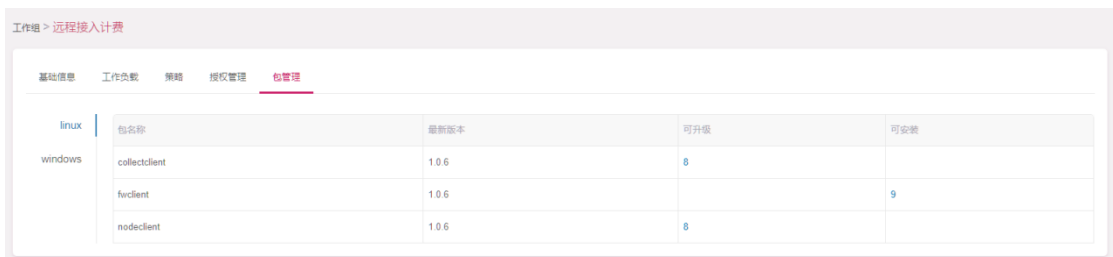 工作组 > 远程接入计费
基础信息 工作负载 策略 授权管理 包管理
linux
windows
包名称 最新版本 可升级 可安装
collectclient 1.0.6 8
fwclient 1.0.6 9
nodeclient 1.0.6 8